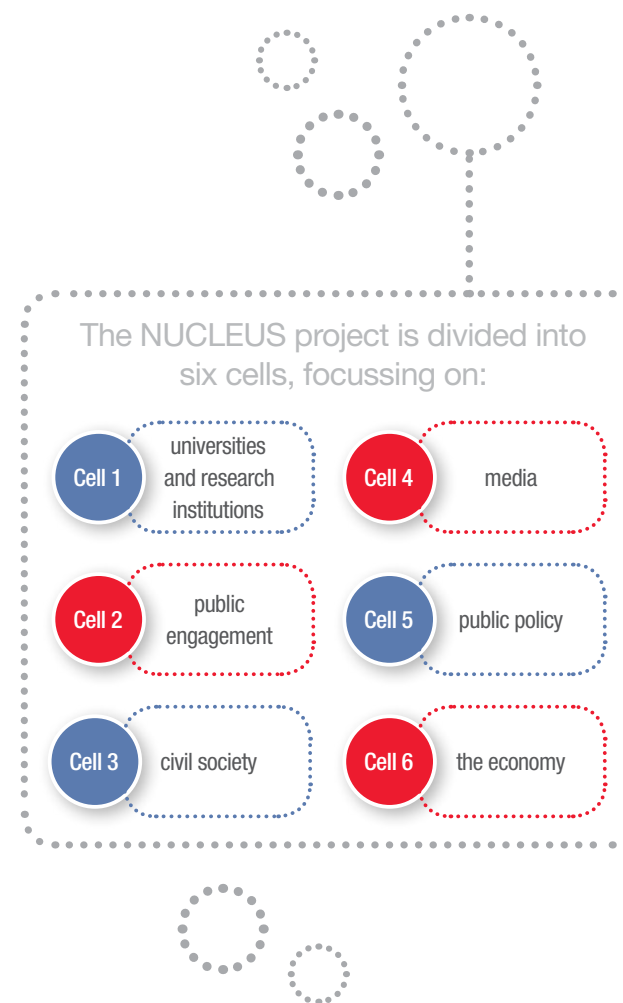 The NUCLEUS project is divided into
six cells, focussing on:
Cell 1
universities
and research
institutions
Cell 2
public
engagement
Cell 3
civil society
Cell 4
media
Cell 5
public policy
Cell 6
the economy